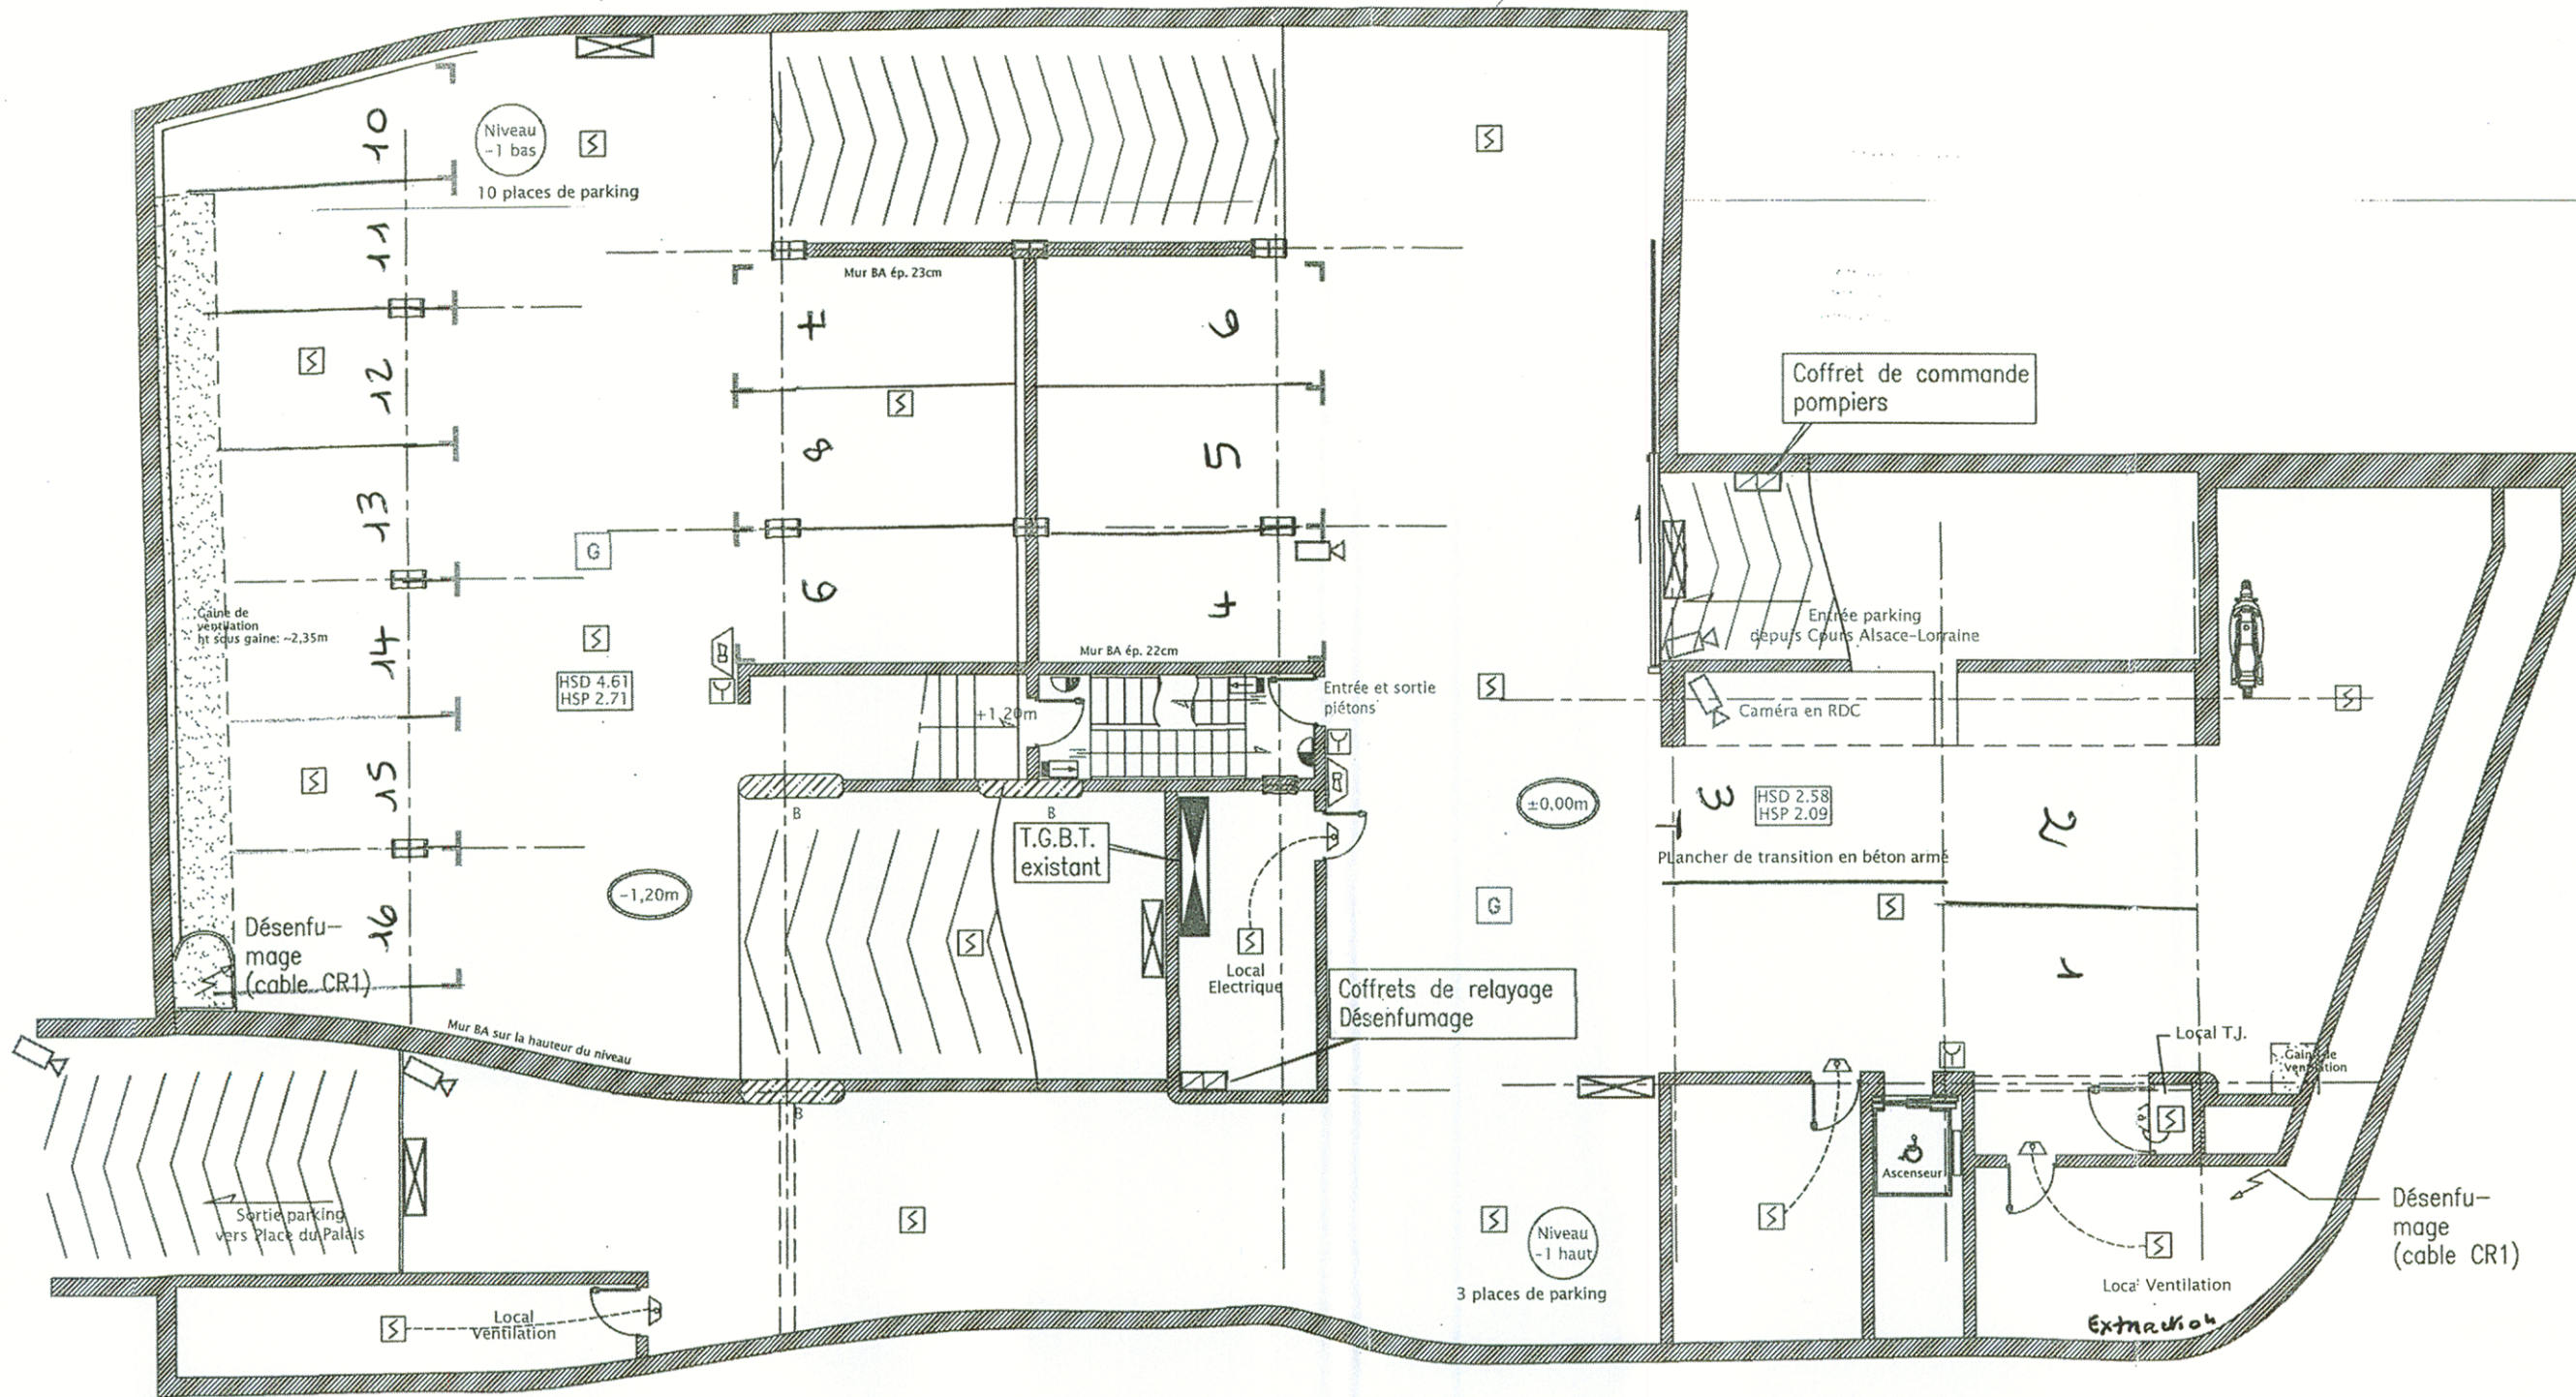 Niveau
-1 bas
10 places de parking
10
11
12
13
14
15
16
Mur BA ép. 23cm
7
8
9
6
5
4
G
Gaine de
ventilation
ht sous gaine: ~2,35m
HSD 4.61
HSP 2.71
Mur BA ép. 22cm
+1,20m
Entrée et sortie
piétons
Coffret de commande
pompiers
Entrée parking
depuis Cours Alsace-Lorraine
Caméra en RDC
±0,00m
3
HSD 2.58
HSP 2.09
2
PLancher de transition en béton armé
1
B
B
T.G.B.T.
existant
-1,20m
Désenfu-
mage
(cable CR1)
G
Local
Electrique
Coffrets de relayage
Désenfumage
Mur BA sur la hauteur du niveau
B
Local T.J.
Gaine de
ventilation
Ascenseur
Sortie parking
vers Place du Palais
Niveau
-1 haut
3 places de parking
Désenfu-
mage
(cable CR1)
Local Ventilation
Extraction
Local
Ventilation